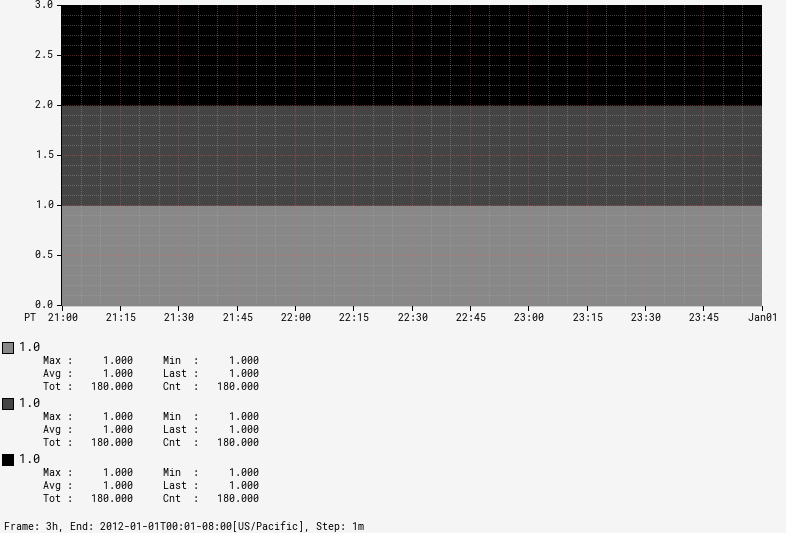 3.0
2.5
2.0
1.5
1.0
0.5
0.0
PT 21:00 21:15 21:30 21:45 22:00 22:15 22:30 22:45 23:00 23:15 23:30 23:45 Jan01
1.0
Max : 1.000 Min : 1.000
Avg : 1.000 Last : 1.000
Tot : 180.000 Cnt : 180.000
1.0
Max : 1.000 Min : 1.000
Avg : 1.000 Last : 1.000
Tot : 180.000 Cnt : 180.000
1.0
Max : 1.000 Min : 1.000
Avg : 1.000 Last : 1.000
Tot : 180.000 Cnt : 180.000
Frame: 3h, End: 2012-01-01T00:01-08:00[US/Pacific], Step: 1m